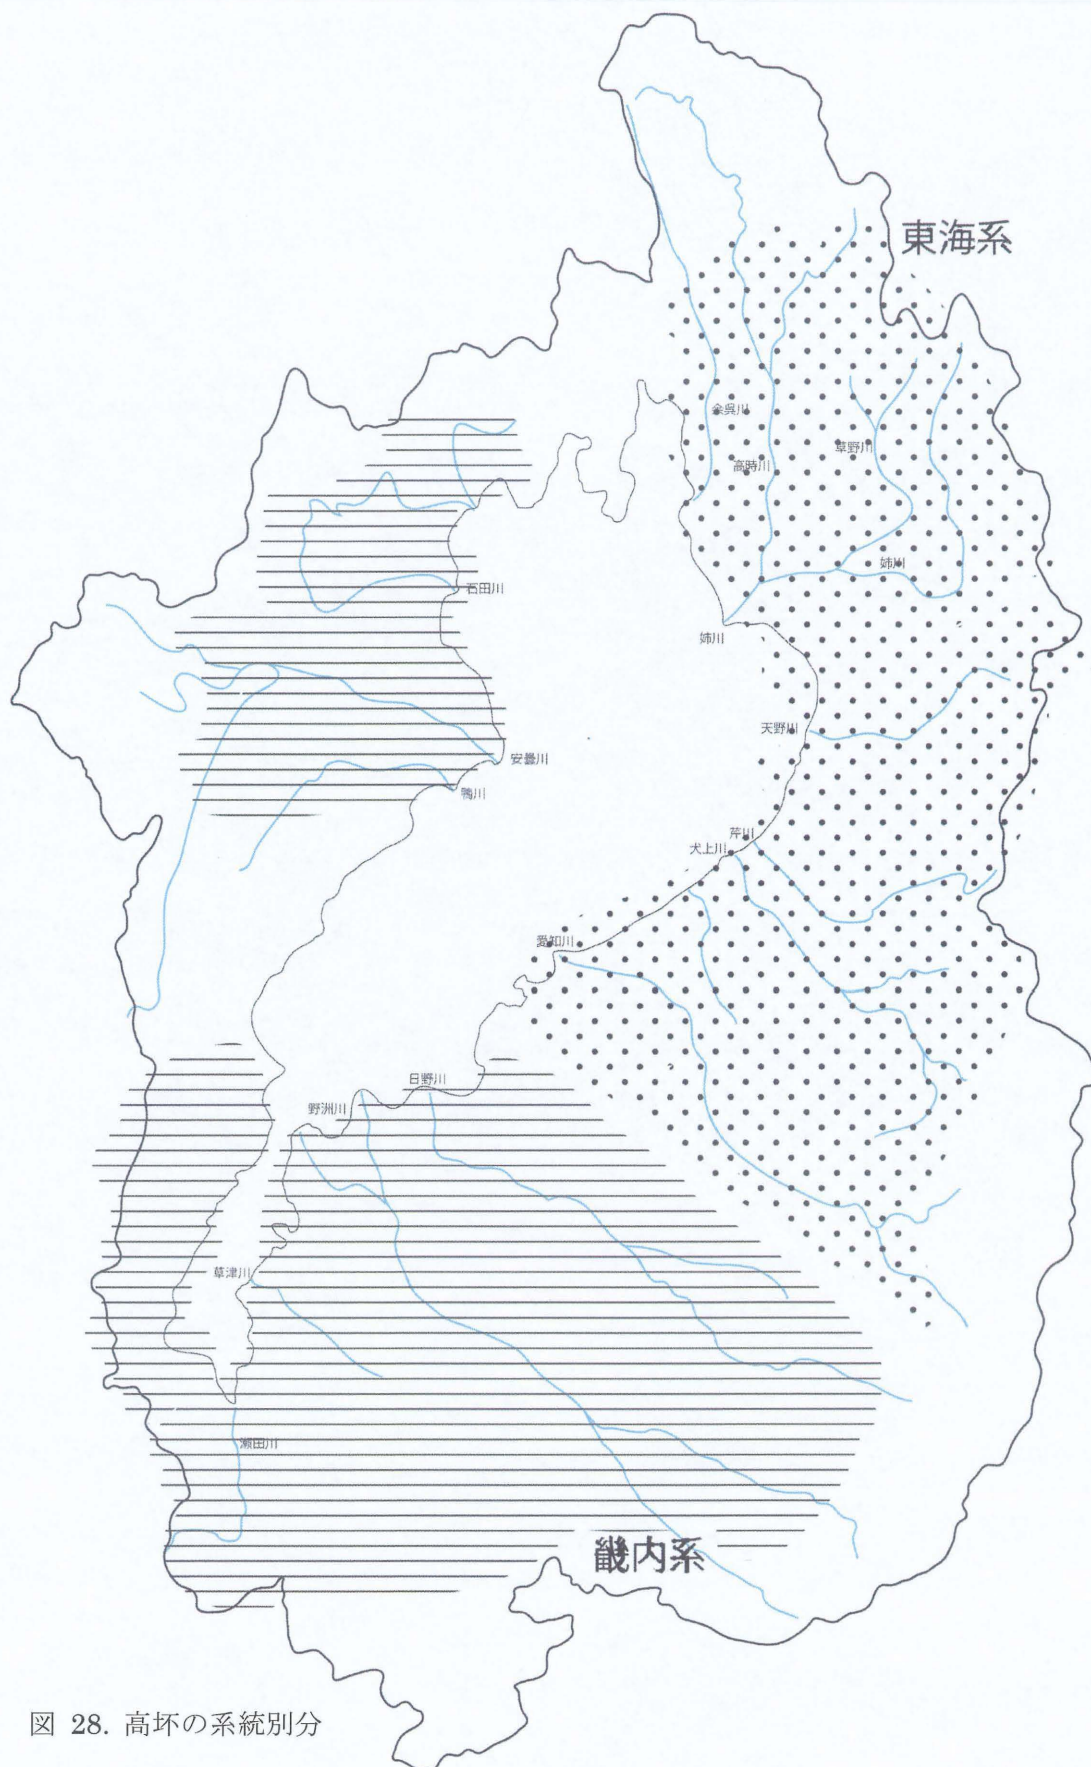 東海系
余呉川
高時川
草野川
姉川
石田川
姉川
天野川
安曇川
鴨川
芹川
犬上川
愛知川
日野川
野洲川
草津川
瀬田川
畿内系
図 28. 高坏の系統別分